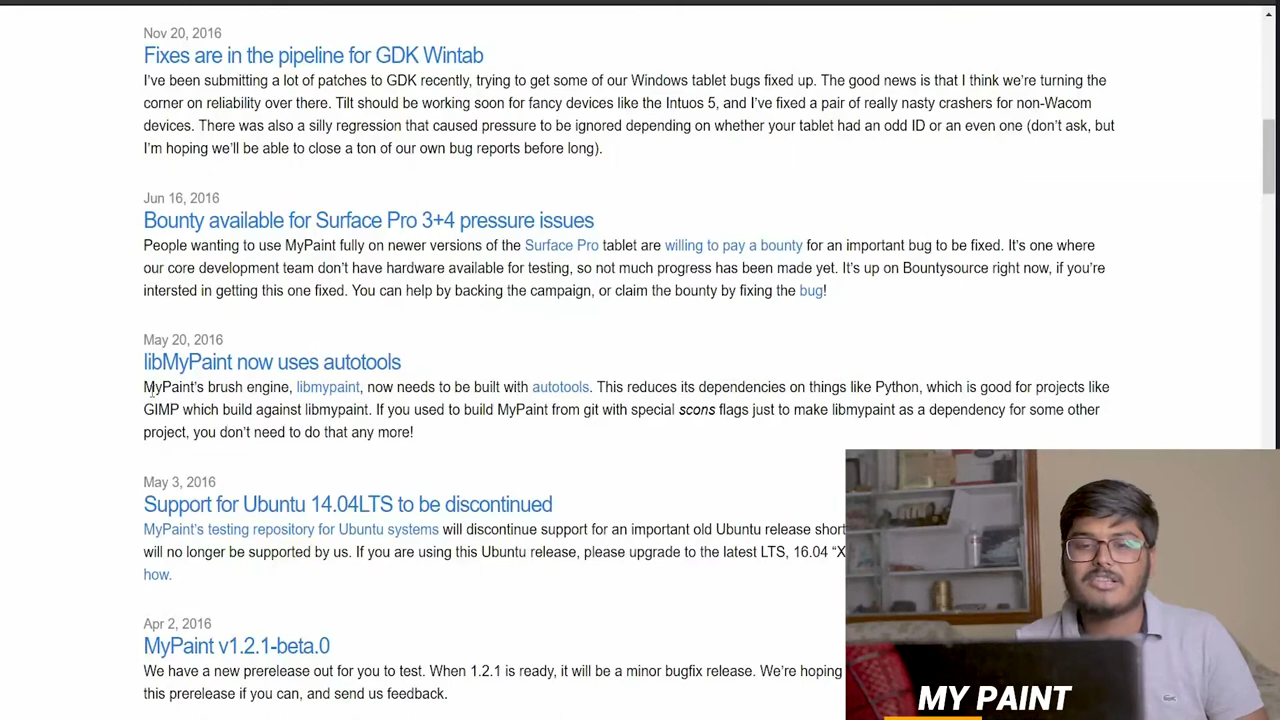 Nov 20, 2016
Fixes are in the pipeline for GDK Wintab
I've been submitting a lot of patches to GDK recently, trying to get some of our Windows tablet bugs fixed up. The good news is that I think we're turning the
corner on reliability over there. Tilt should be working soon for fancy devices like the Intuos 5, and I've fixed a pair of really nasty crashers for non-Wacom
devices. There was also a silly regression that caused pressure to be ignored depending on whether your tablet had an odd ID or an even one (don't ask, but
I'm hoping we'll be able to close a ton of our own bug reports before long).
Jun 16, 2016
Bounty available for Surface Pro 3+4 pressure issues
People wanting to use MyPaint fully on newer versions of the Surface Pro tablet are willing to pay a bounty for an important bug to be fixed. It's one where
our core development team don't have hardware available for testing, so not much progress has been made yet. It's up on Bountysource right now, if you're
intersted in getting this one fixed. You can help by backing the campaign, or claim the bounty by fixing the bug!
May 20, 2016
libMyPaint now uses autotools
MyPaint's brush engine, libmypaint, now needs to be built with autotools. This reduces its dependencies on things like Python, which is good for projects like
GIMP which build against libmypaint. If you used to build MyPaint from git with special scons flags just to make libmypaint as a dependency for some other
project, you don't need to do that any more!
May 3, 2016
Support for Ubuntu 14.04LTS to be discontinued
MyPaint's testing repository for Ubuntu systems will discontinue support for an important old Ubuntu release short
will no longer be supported by us. If you are using this Ubuntu release, please upgrade to the latest LTS, 16.04 "X
how.
Apr 2, 2016
MyPaint v1.2.1-beta.0
We have a new prerelease out for you to test. When 1.2.1 is ready, it will be a minor bugfix release. We're hoping
this prerelease if you can, and send us feedback.
MY PAINT